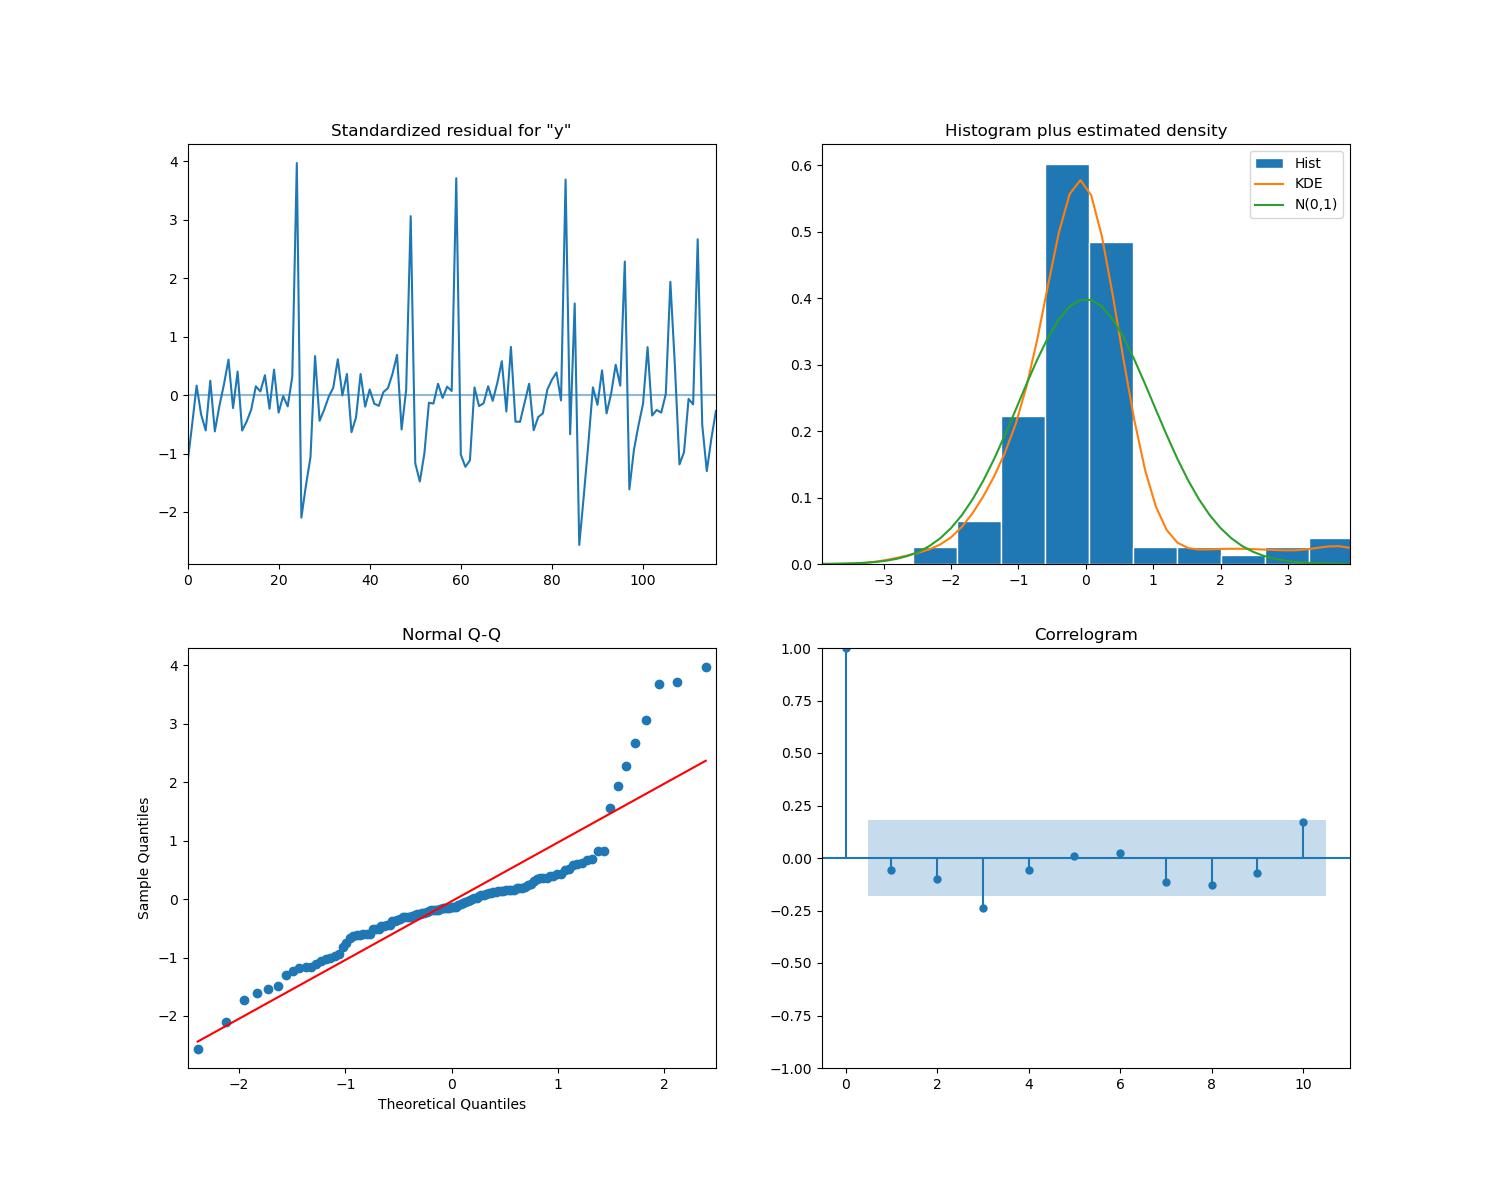 Standardized residual for "y"
4
3
2
1
0
−1
−2
0 20 40 60 80 100
Histogram plus estimated density
0.6
0.5
0.4
0.3
0.2
0.1
0.0
−3 −2 −1 0 1 2 3
Hist
KDE
N(0,1)
Normal Q-Q
Sample Quantiles
4
3
2
1
0
−1
−2
−2 −1 0 1 2
Theoretical Quantiles
Correlogram
1.00
0.75
0.50
0.25
0.00
−0.25
−0.50
−0.75
−1.00
0 2 4 6 8 10